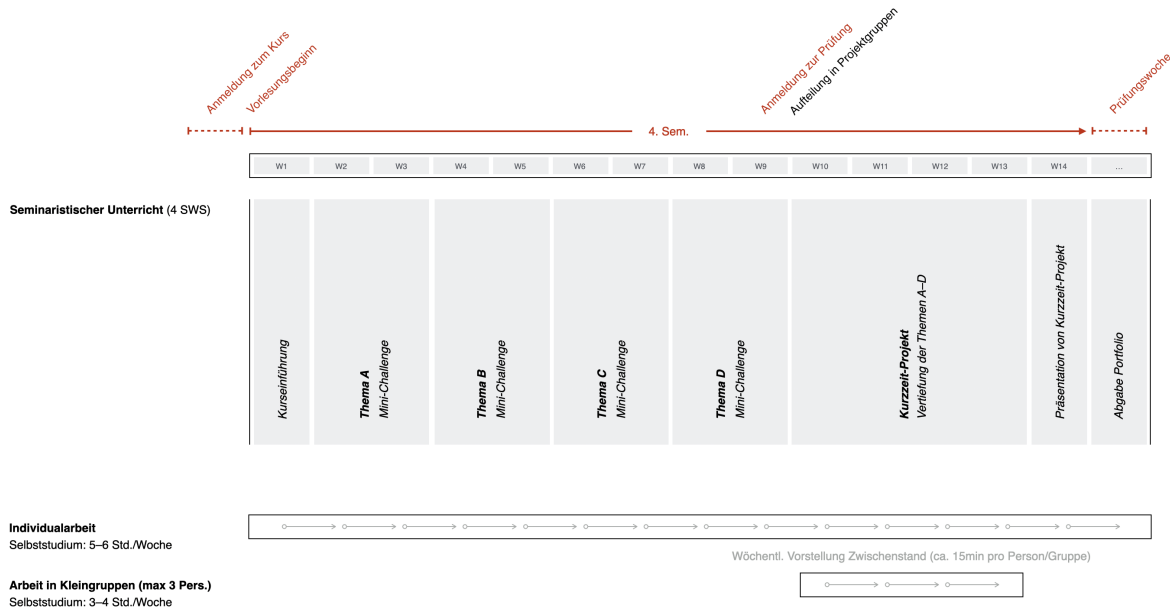 Anmeldung zum Kurs
Vorlesungsbeginn
Anmeldung zur Prüfung
Aufteilung in Projektgruppen
Prüfungswoche
4. Sem.
W1 W2 W3 W4 W5 W6 W7 W8 W9 W10 W11 W12 W13 W14 ...
Seminaristischer Unterricht (4 SWS)
Kurseinführung
Thema A
Mini-Challenge
Thema B
Mini-Challenge
Thema C
Mini-Challenge
Thema D
Mini-Challenge
Kurzzeit-Projekt
Vertiefung der Themen A–D
Präsentation von Kurzzeit-Projekt
Abgabe Portfolio
Individualarbeit
Selbststudium: 5–6 Std./Woche
Wöchentl. Vorstellung Zwischenstand (ca. 15min pro Person/Gruppe)
Arbeit in Kleingruppen (max 3 Pers.)
Selbststudium: 3–4 Std./Woche